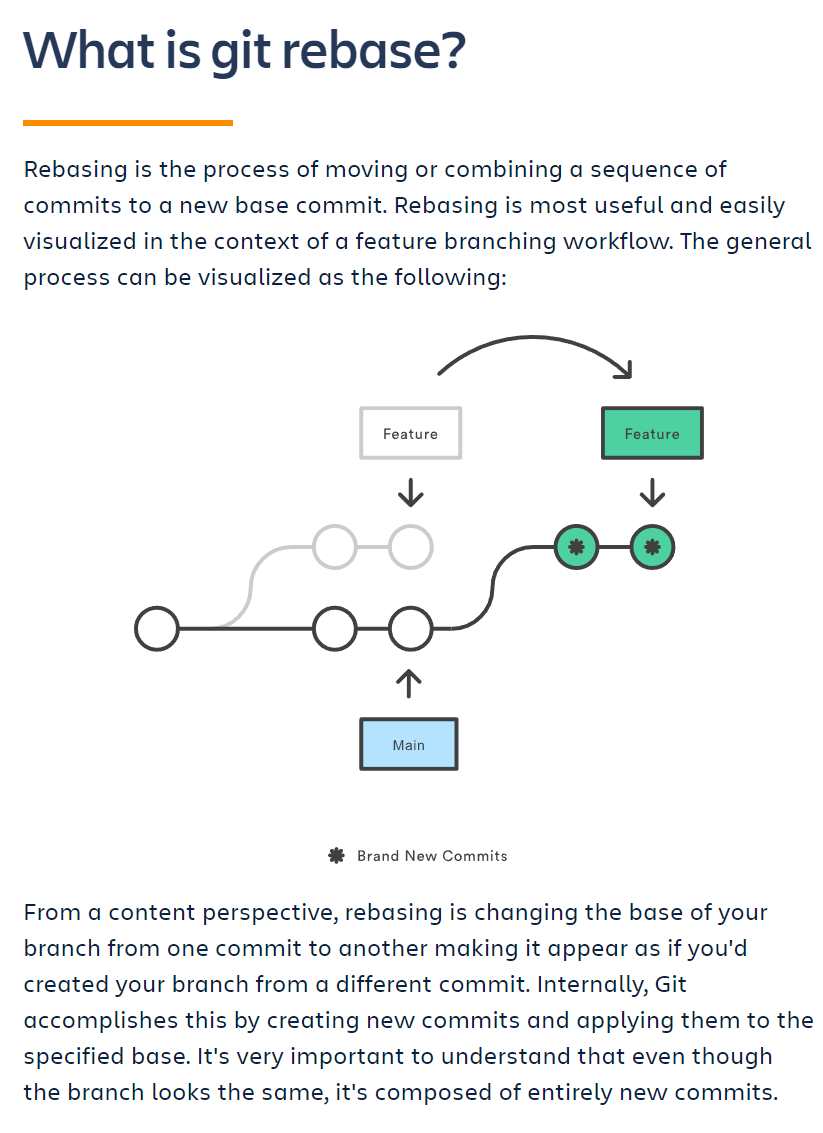 What is git rebase?
Rebasing is the process of moving or combining a sequence of
commits to a new base commit. Rebasing is most useful and easily
visualized in the context of a feature branching workflow. The general
process can be visualized as the following:
Feature
Feature
Main
Brand New Commits
From a content perspective, rebasing is changing the base of your
branch from one commit to another making it appear as if you'd
created your branch from a different commit. Internally, Git
accomplishes this by creating new commits and applying them to the
specified base. It's very important to understand that even though
the branch looks the same, it's composed of entirely new commits.